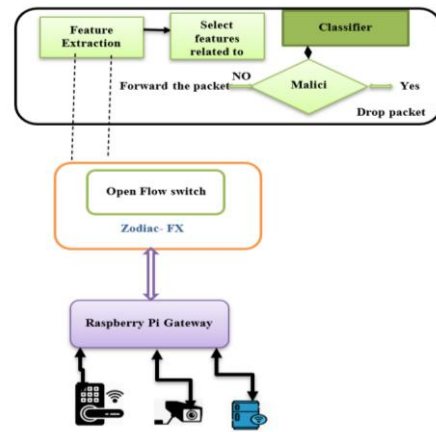 Feature
Extraction
Select
features
related to
Classifier
Forward the packet
NO
Malici
Yes
Drop packet
Open Flow switch
Zodiac- FX
Raspberry Pi Gateway